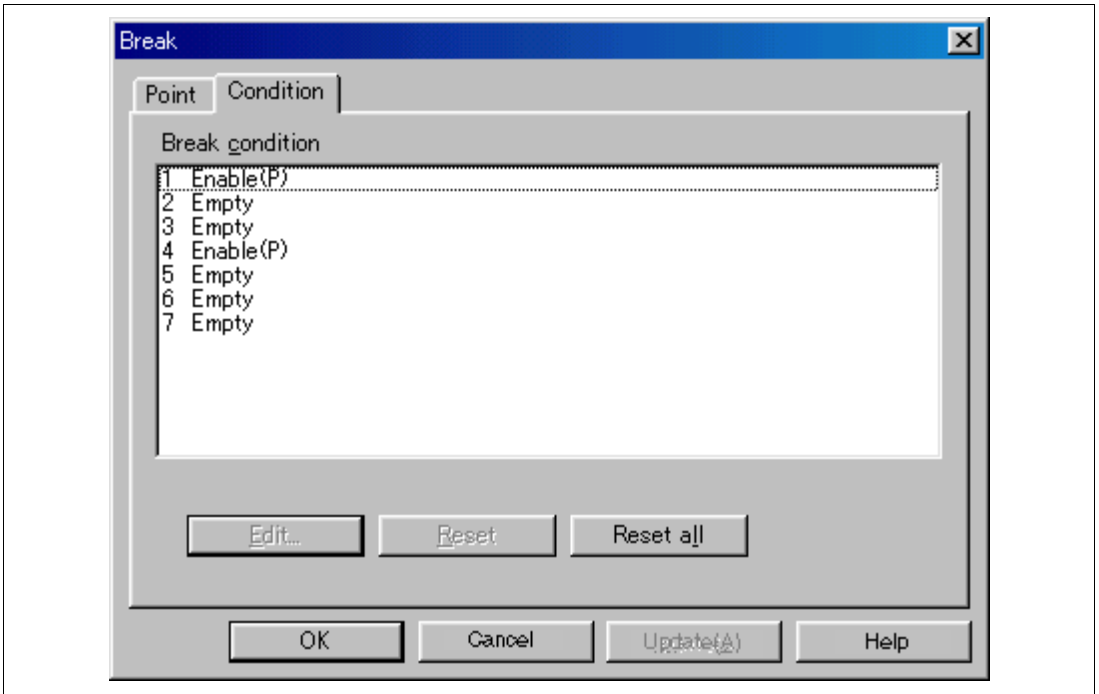 Break
Point Condition
Break condition
1 Enable(P)
2 Empty
3 Empty
4 Enable(P)
5 Empty
6 Empty
7 Empty
Edit... Reset Reset all
OK Cancel Update(A) Help